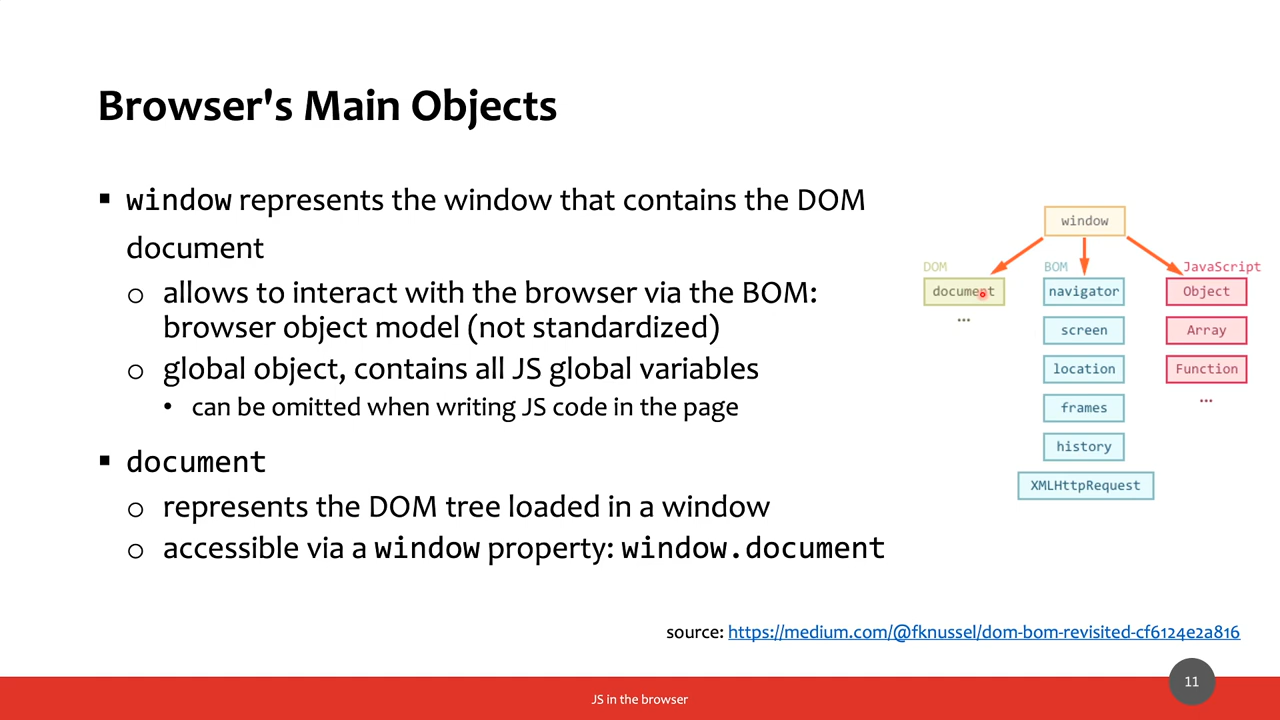 Browser's Main Objects
▪ window represents the window that contains the DOM
document
o allows to interact with the browser via the BOM:
browser object model (not standardized)
o global object, contains all JS global variables
• can be omitted when writing JS code in the page
▪ document
o represents the DOM tree loaded in a window
o accessible via a window property: window.document
window
DOM
document
...
BOM
navigator
screen
location
frames
history
XMLHttpRequest
JavaScript
Object
Array
Function
...
source: https://medium.com/@fknussel/dom-bom-revisited-cf6124e2a816
JS in the browser
11